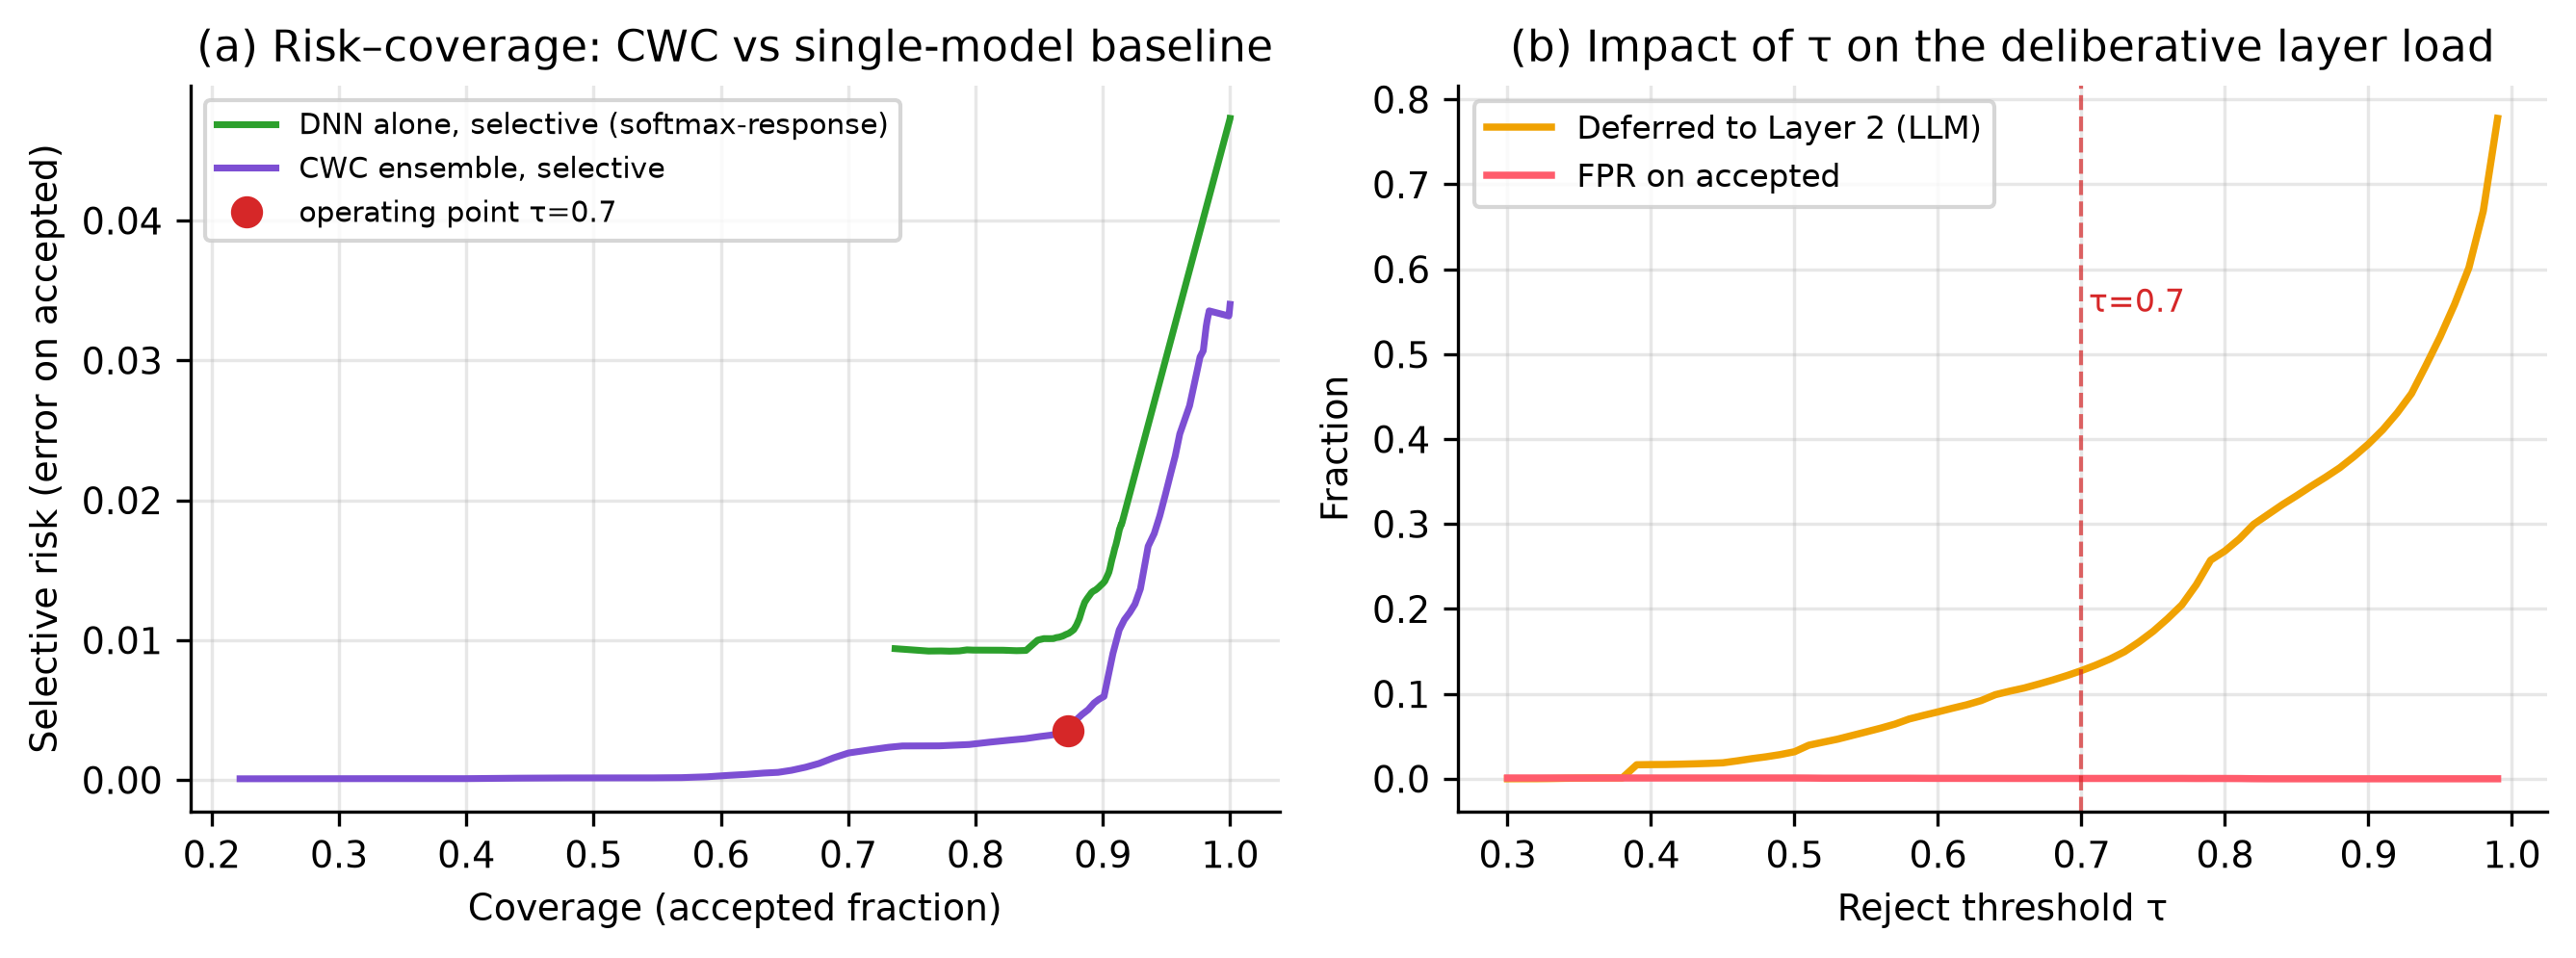 (a) Risk–coverage: CWC vs single-model baseline
DNN alone, selective (softmax-response)
CWC ensemble, selective
operating point τ=0.7
Selective risk (error on accepted)
0.04
0.03
0.02
0.01
0.00
0.2 0.3 0.4 0.5 0.6 0.7 0.8 0.9 1.0
Coverage (accepted fraction)
(b) Impact of τ on the deliberative layer load
Deferred to Layer 2 (LLM)
FPR on accepted
τ=0.7
Fraction
0.8
0.7
0.6
0.5
0.4
0.3
0.2
0.1
0.0
0.3 0.4 0.5 0.6 0.7 0.8 0.9 1.0
Reject threshold τ